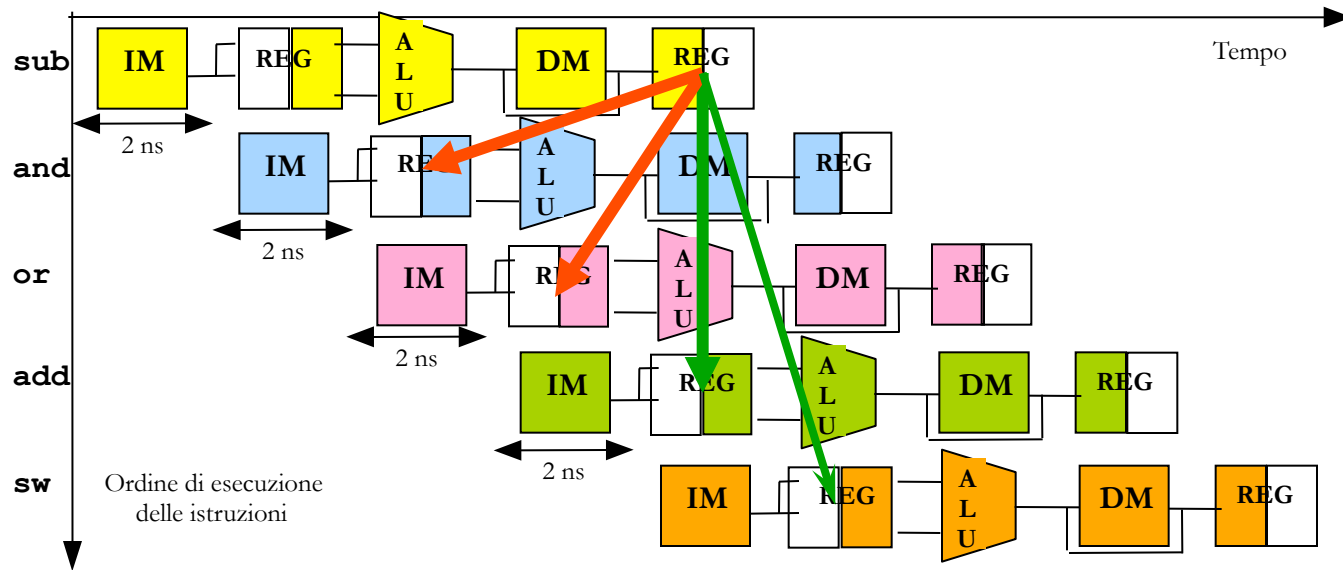 Tempo
sub
IM
REG
A
L
U
DM
REG
2 ns
and
IM
REG
A
L
U
DM
REG
2 ns
or
IM
REG
A
L
U
DM
REG
2 ns
add
IM
REG
A
L
U
DM
REG
2 ns
sw
IM
REG
A
L
U
DM
REG
Ordine di esecuzione
delle istruzioni